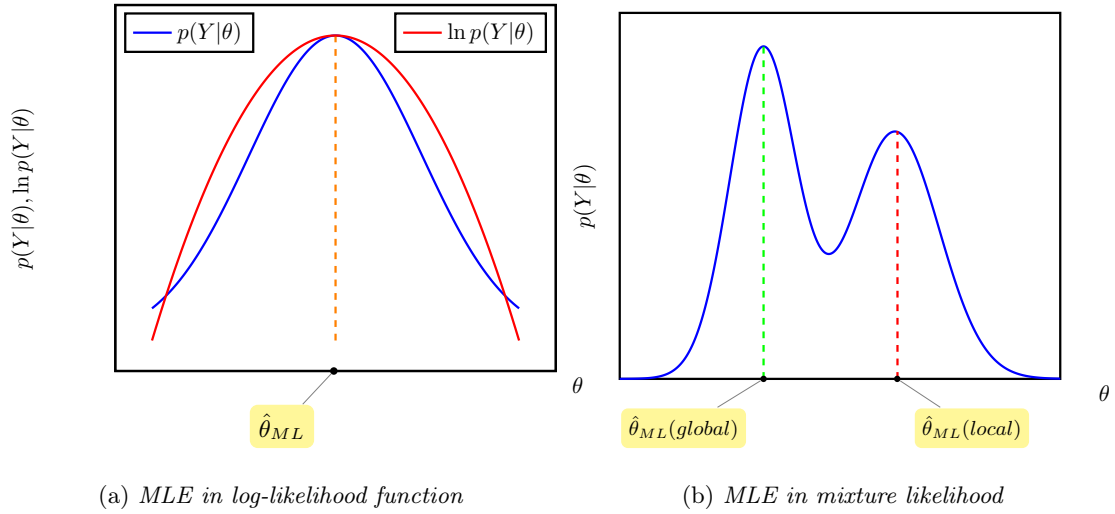 p(Y|θ)
ln p(Y|θ)
p(Y|θ), ln p(Y|θ)
θ
θ̂_ML
(a) MLE in log-likelihood function
p(Y|θ)
θ
θ̂_ML(global)
θ̂_ML(local)
(b) MLE in mixture likelihood